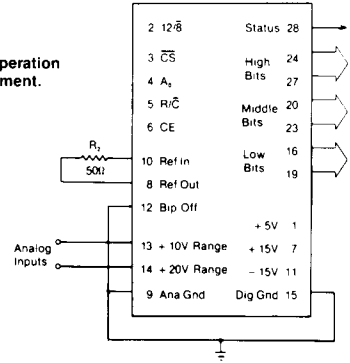 peration
ment.
2 12/8̅
3 C̅S̅
4 A₀
5 R/C̅
6 CE
R₂
50Ω
10 Ref In
8 Ref Out
12 Bip Off
Analog
Inputs
13 + 10V Range
14 + 20V Range
9 Ana Gnd
Status 28
High
Bits
24
27
Middle
Bits
20
23
Low
Bits
16
19
+ 5V 1
+ 15V 7
− 15V 11
Dig Gnd 15